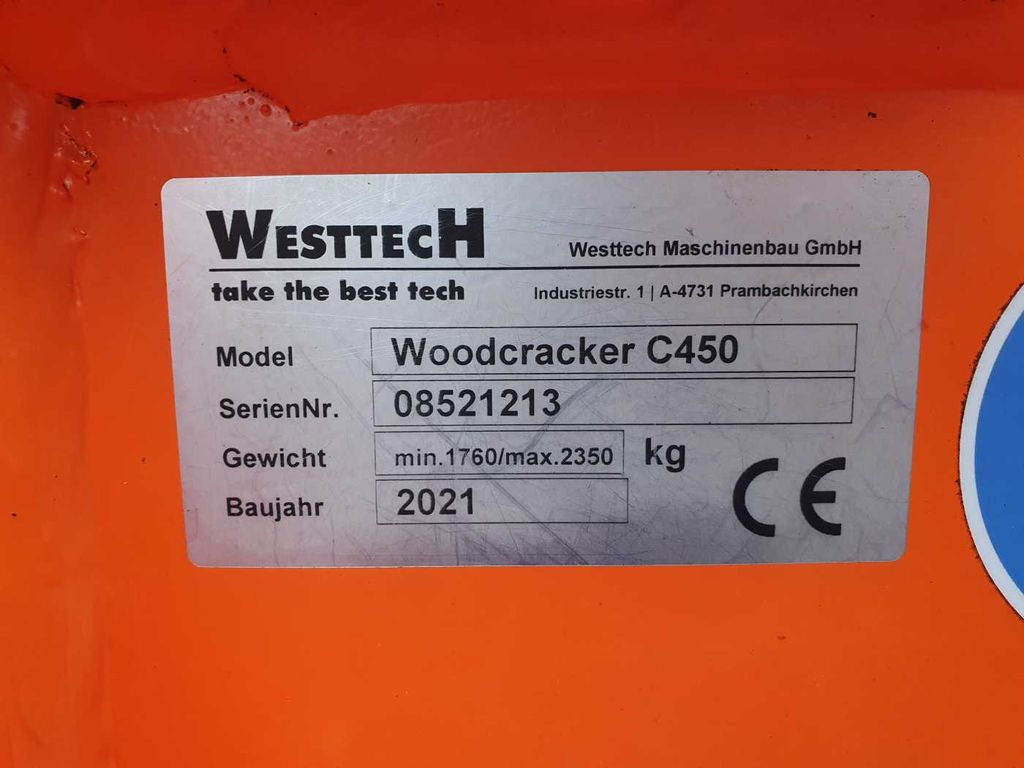 WESTTECH
Westtech Maschinenbau GmbH
take the best tech
Industriestr. 1 | A-4731 Prambachkirchen
Model Woodcracker C450
SerienNr. 08521213
Gewicht min.1760/max.2350 kg
Baujahr 2021
CE